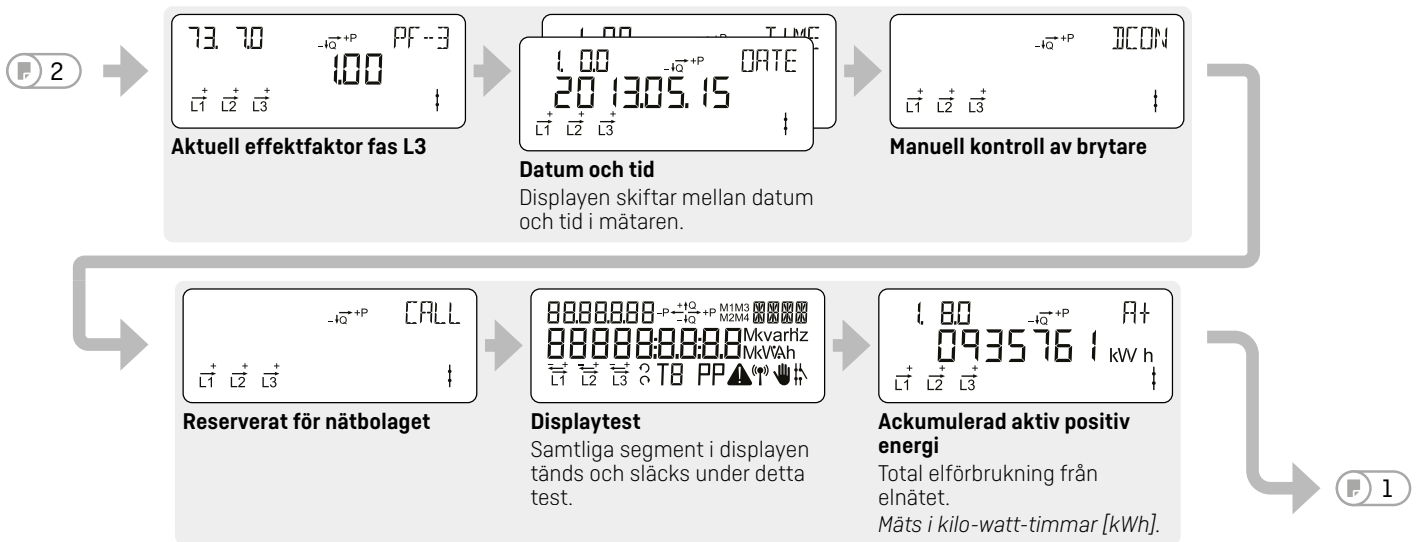 2
73. 7.0 -Q +P PF--3
1.00
L1+ L2+ L3+
Aktuell effektfaktor fas L3
1. 0.0 TIME
1. 0.0 -Q +P DATE
2013.05.15
L1+ L2+ L3+
Datum och tid
Displayen skiftar mellan datum
och tid i mätaren.
-Q +P DCON
L1+ L2+ L3+
Manuell kontroll av brytare
-Q +P CALL
L1+ L2+ L3+
Reserverat för nätbolaget
88.88.8.88 -P +Q -Q +P M1M3
M2M4
88888:8.8:8.8 Mkvarhz
MkWAh
L1+ L2+ L3+ T8 PP
Displaytest
Samtliga segment i displayen
tänds och släcks under detta
test.
1. 8.0 -Q +P A+
0935761 kW h
L1+ L2+ L3+
Ackumulerad aktiv positiv
energi
Total elförbrukning från
elnätet.
Mäts i kilo-watt-timmar [kWh].
1